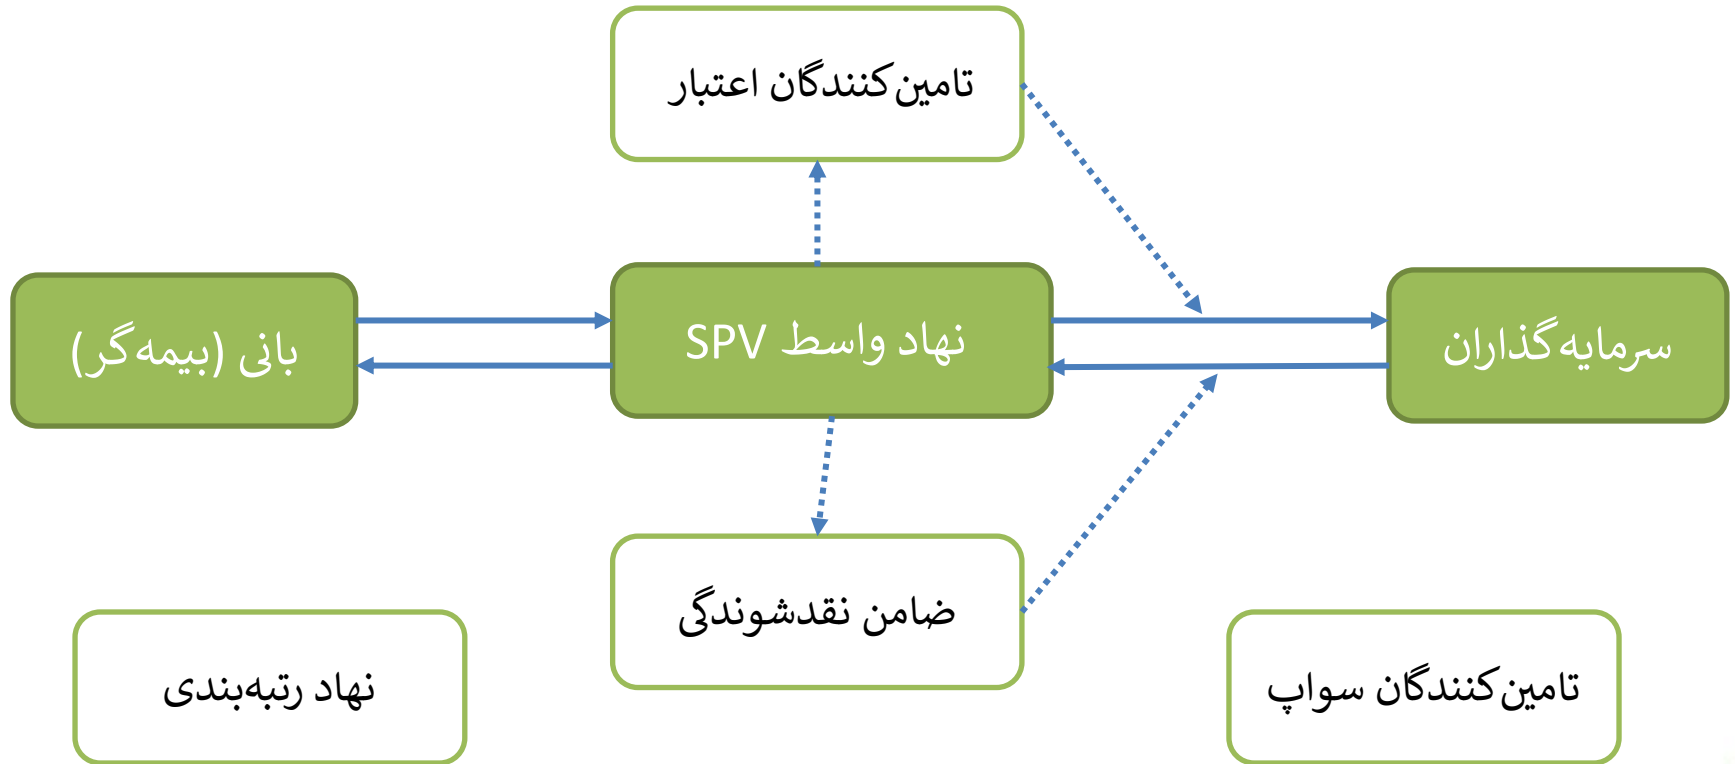 تامین‌کنندگان اعتبار
سرمایه‌گذاران
نهاد واسط SPV
بانی (بیمه‌گر)
ضامن نقدشوندگی
تامین‌کنندگان سواپ
نهاد رتبه‌بندی